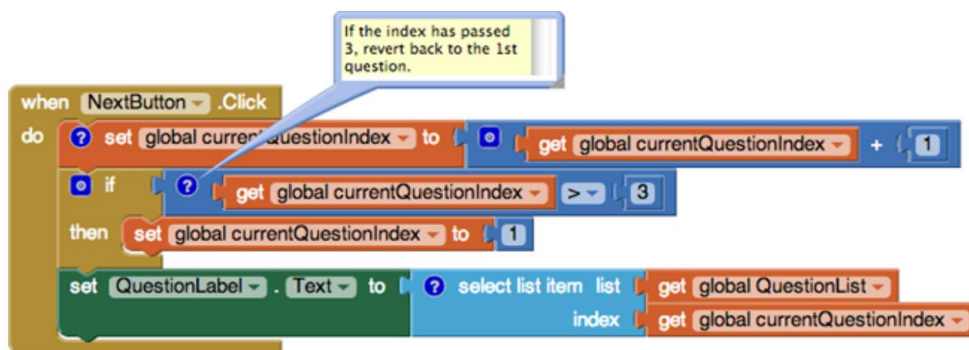 If the index has passed
3, revert back to the 1st
question.
when NextButton .Click
do ? set global currentQuestionIndex to get global currentQuestionIndex + 1
if ? get global currentQuestionIndex > 3
then set global currentQuestionIndex to 1
set QuestionLabel . Text to ? select list item list get global QuestionList
index get global currentQuestionIndex